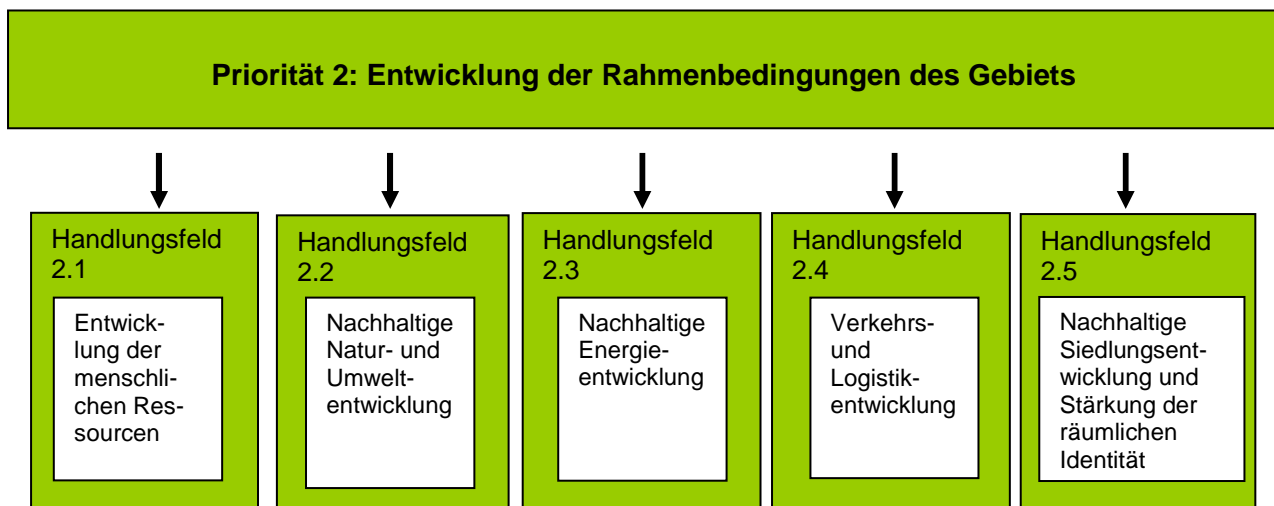 Priorität 2: Entwicklung der Rahmenbedingungen des Gebiets
Handlungsfeld
2.1
Entwick-
lung der
menschli-
chen Res-
sourcen
Handlungsfeld
2.2
Nachhaltige
Natur- und
Umwelt-
entwicklung
Handlungsfeld
2.3
Nachhaltige
Energie-
entwicklung
Handlungsfeld
2.4
Verkehrs-
und
Logistik-
entwicklung
Handlungsfeld
2.5
Nachhaltige
Siedlungsent-
wicklung und
Stärkung der
räumlichen
Identität